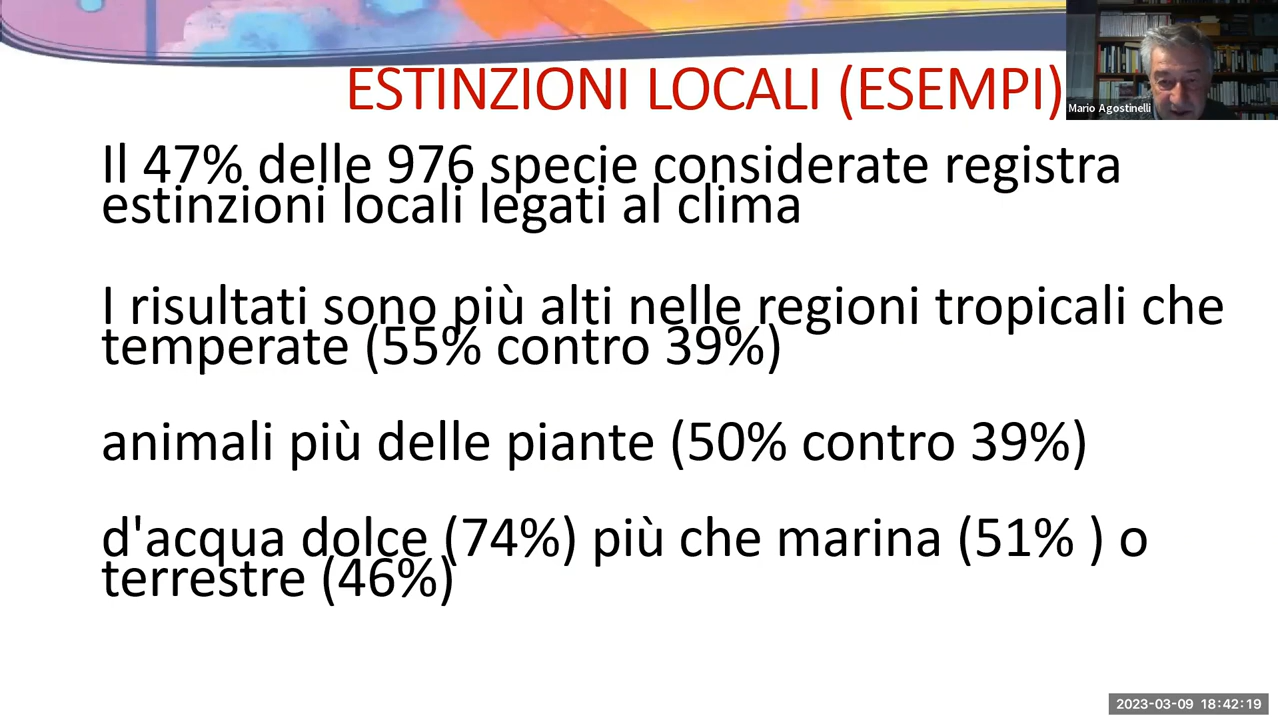 ESTINZIONI LOCALI (ESEMPI)
Mario Agostinelli
Il 47% delle 976 specie considerate registra
estinzioni locali legati al clima
I risultati sono più alti nelle regioni tropicali che
temperate (55% contro 39%)
animali più delle piante (50% contro 39%)
d'acqua dolce (74%) più che marina (51% ) o
terrestre (46%)
2023-03-09 18:42:19